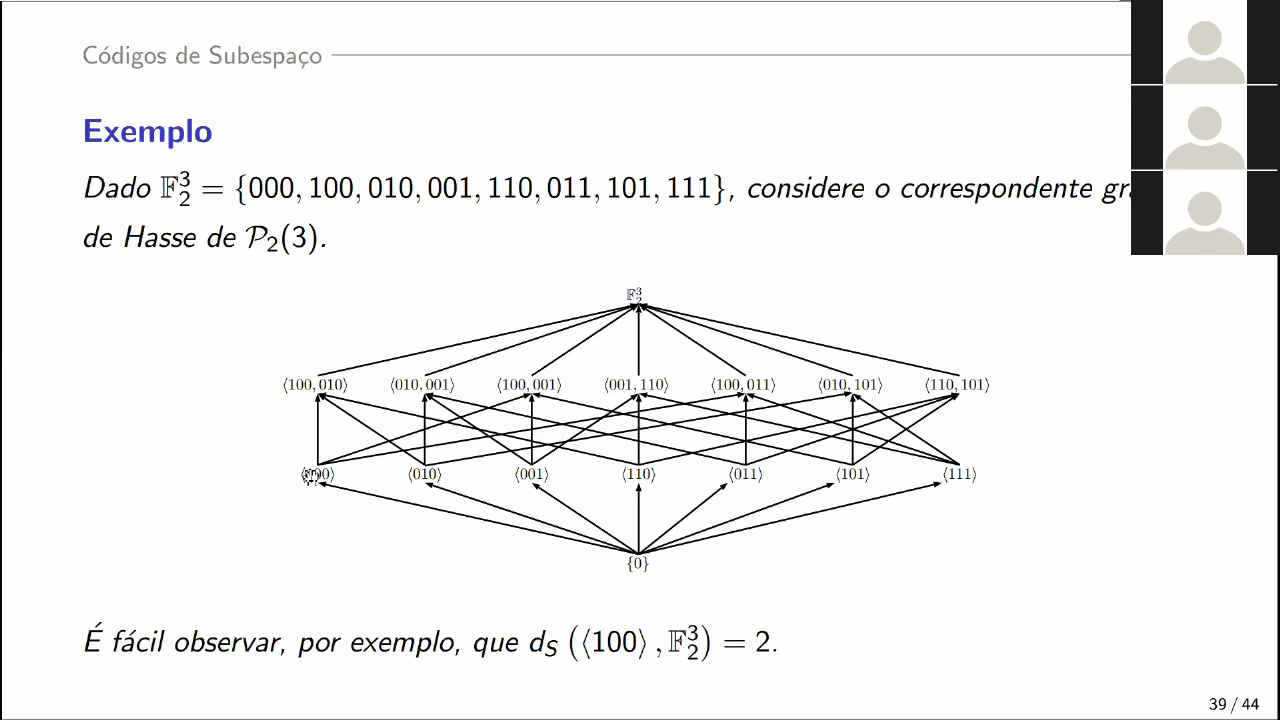 Códigos de Subespaço
Exemplo
Dado 𝔽₂³ = {000, 100, 010, 001, 110, 011, 101, 111}, considere o correspondente
de Hasse de 𝒫₂(3).
𝔽₂³
⟨100, 010⟩ ⟨010, 001⟩ ⟨100, 001⟩ ⟨001, 110⟩ ⟨100, 011⟩ ⟨010, 101⟩ ⟨110, 101⟩
⟨010⟩ ⟨001⟩ ⟨110⟩ ⟨011⟩ ⟨101⟩ ⟨111⟩
{0}
É fácil observar, por exemplo, que d_S (⟨100⟩, 𝔽₂³) = 2.
39 / 44